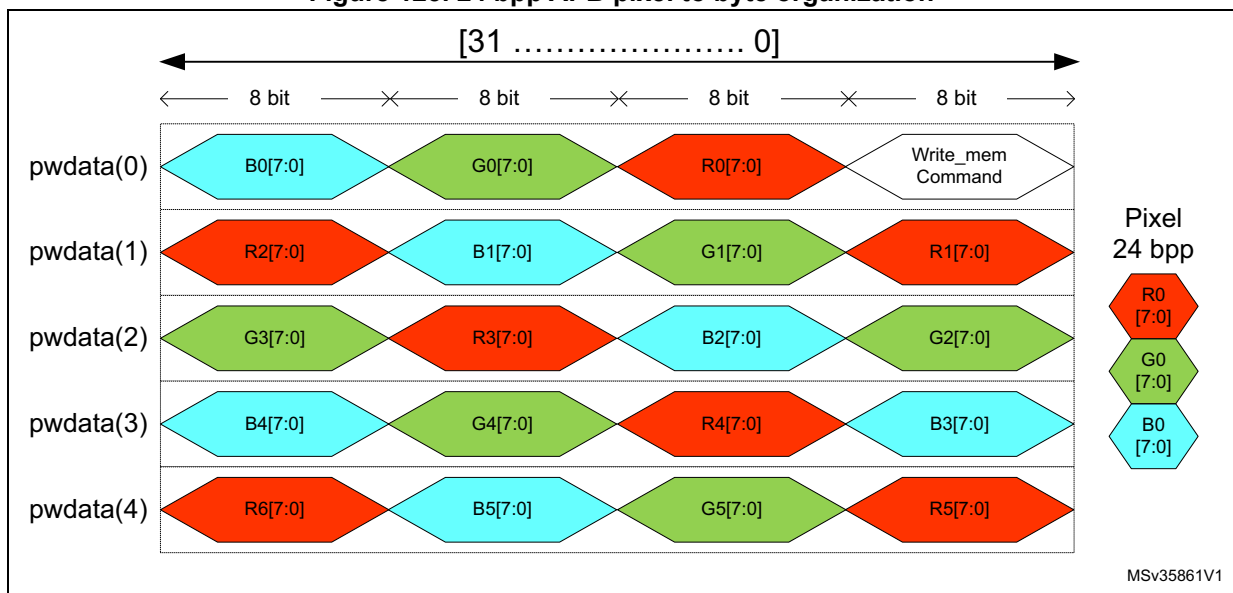 [31 ...................... 0]
8 bit 8 bit 8 bit 8 bit
pwdata(0) B0[7:0] G0[7:0] R0[7:0] Write_mem
Command
pwdata(1) R2[7:0] B1[7:0] G1[7:0] R1[7:0]
pwdata(2) G3[7:0] R3[7:0] B2[7:0] G2[7:0]
pwdata(3) B4[7:0] G4[7:0] R4[7:0] B3[7:0]
pwdata(4) R6[7:0] B5[7:0] G5[7:0] R5[7:0]
Pixel
24 bpp
R0
[7:0]
G0
[7:0]
B0
[7:0]
MSv35861V1